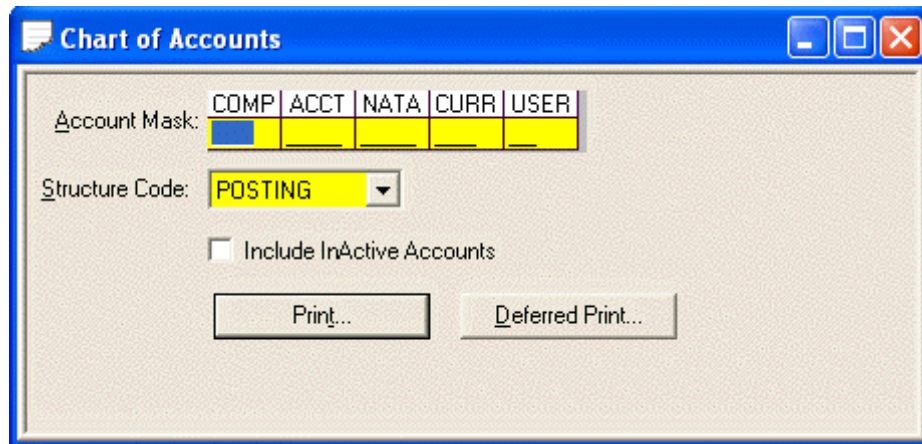 Chart of Accounts
COMP ACCT NATA CURR USER
Account Mask:
Structure Code: POSTING
Include InActive Accounts
Print... Deferred Print...